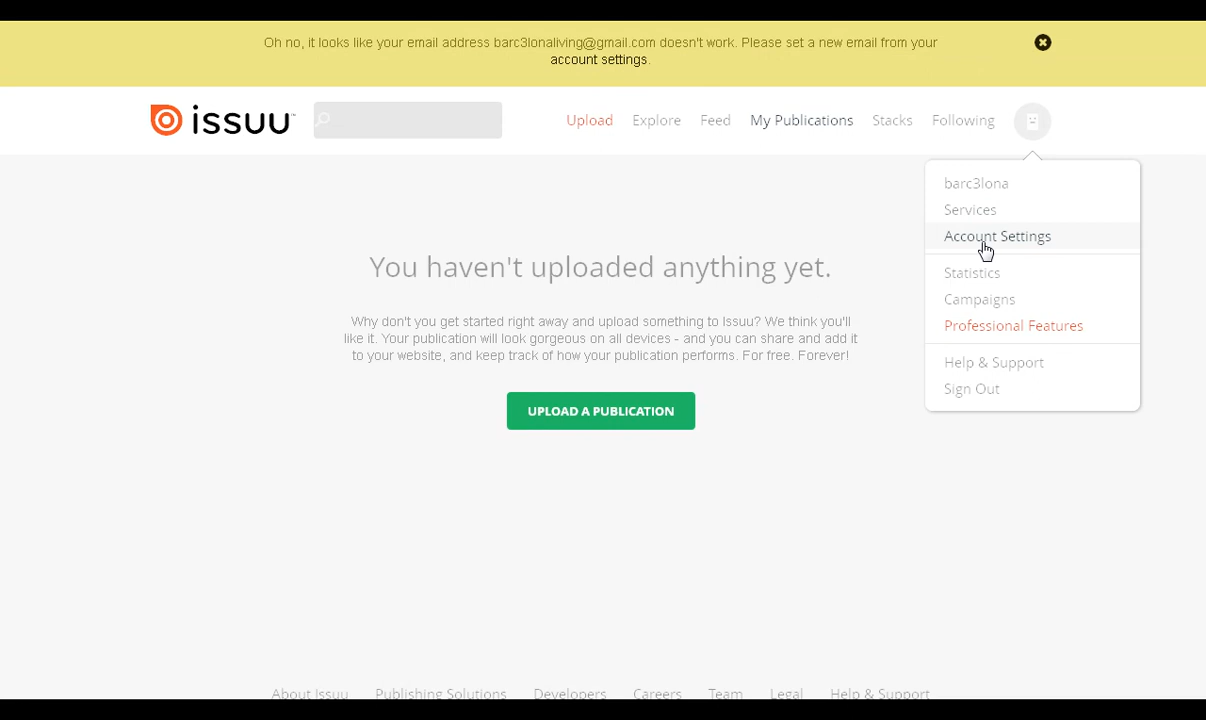 Oh no, it looks like your email address barc3lonaliving@gmail.com doesn't work. Please set a new email from your
account settings.
issuu™
Upload Explore Feed My Publications Stacks Following
barc3lona
Services
Account Settings
Statistics
Campaigns
Professional Features
Help & Support
Sign Out
You haven't uploaded anything yet.
Why don't you get started right away and upload something to Issuu? We think you'll
like it. Your publication will look gorgeous on all devices - and you can share and add it
to your website, and keep track of how your publication performs. For free. Forever!
UPLOAD A PUBLICATION
About Issuu Publishing Solutions Developers Careers Team Legal Help & Support